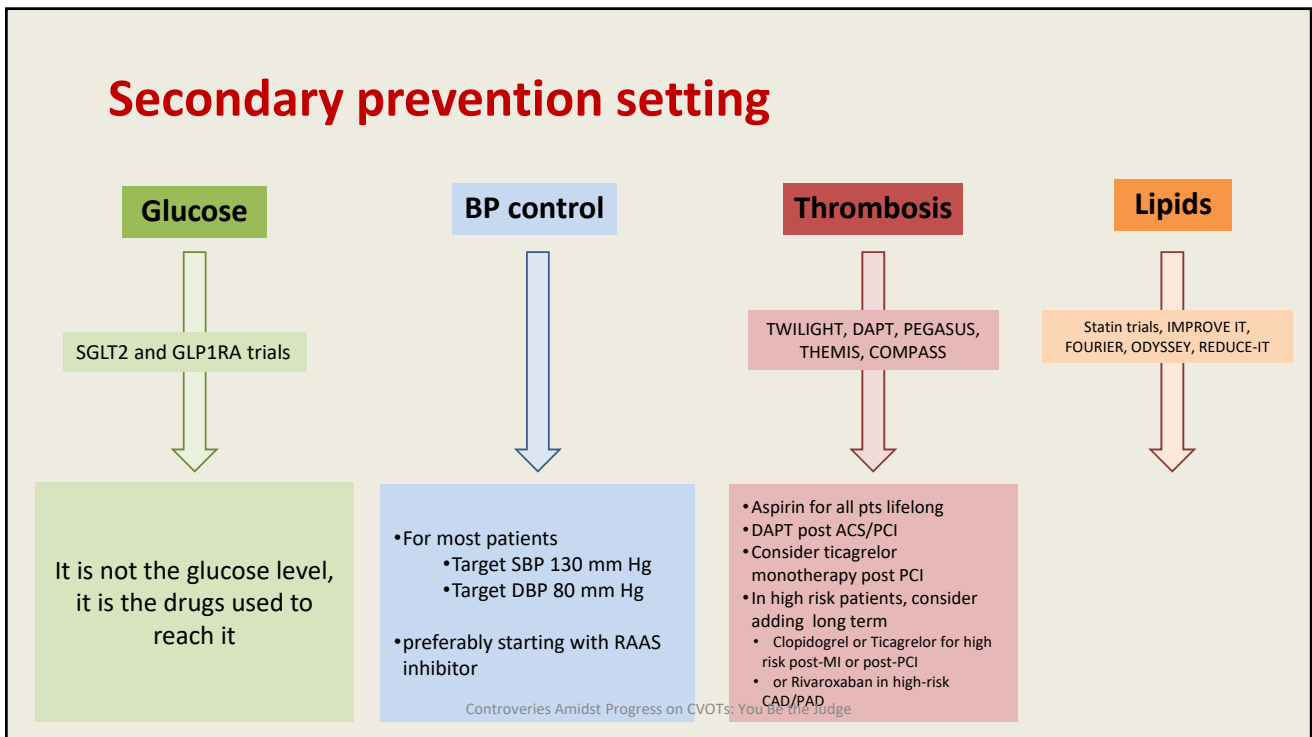 Secondary prevention setting
Glucose
BP control
Thrombosis
Lipids
SGLT2 and GLP1RA trials
TWILIGHT, DAPT, PEGASUS,
THEMIS, COMPASS
Statin trials, IMPROVE IT,
FOURIER, ODYSSEY, REDUCE-IT
It is not the glucose level,
it is the drugs used to
reach it
•For most patients
•Target SBP 130 mm Hg
•Target DBP 80 mm Hg
•preferably starting with RAAS
inhibitor
•Aspirin for all pts lifelong
•DAPT post ACS/PCI
•Consider ticagrelor
monotherapy post PCI
•In high risk patients, consider
adding long term
• Clopidogrel or Ticagrelor for high
risk post-MI or post-PCI
• or Rivaroxaban in high-risk
CAD/PAD
Controveries Amidst Progress on CVOTs: You Be the Judge